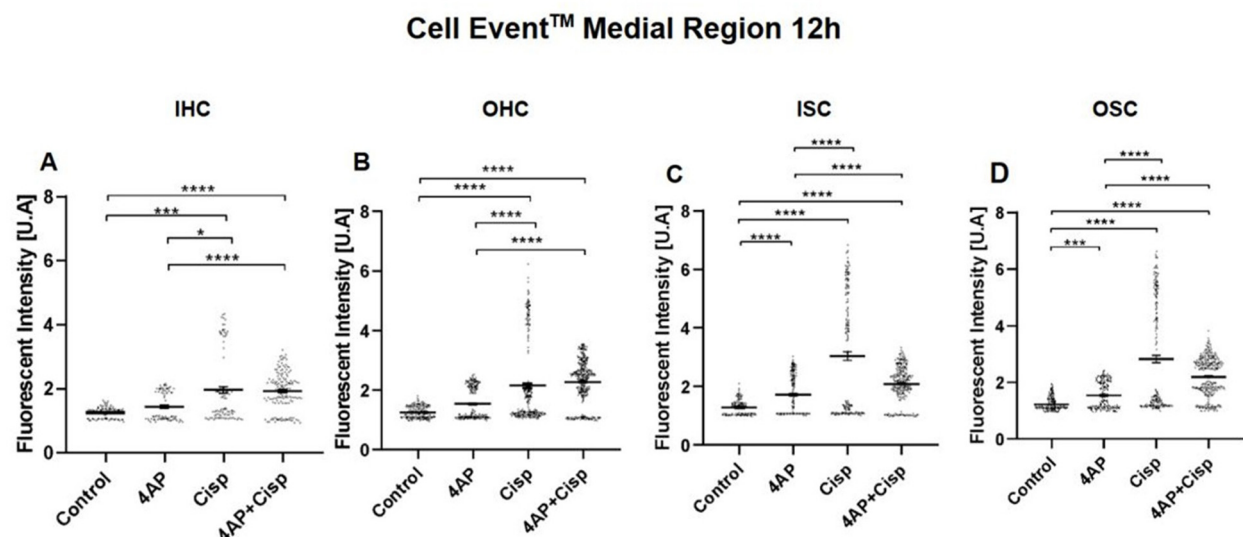 Cell Event™ Medial Region 12h
IHC
OHC
ISC
OSC
A
****
***
*
****
Fluorescent Intensity [U.A]
8
6
4
2
0
Control
4AP
Cisp
4AP+Cisp
B
****
****
****
****
Fluorescent Intensity [U.A]
8
6
4
2
0
Control
4AP
Cisp
4AP+Cisp
C
****
****
****
****
****
Fluorescent Intensity [U.A]
8
6
4
2
0
Control
4AP
Cisp
4AP+Cisp
D
****
****
****
****
***
Fluorescent Intensity [U.A]
8
6
4
2
0
Control
4AP
Cisp
4AP+Cisp